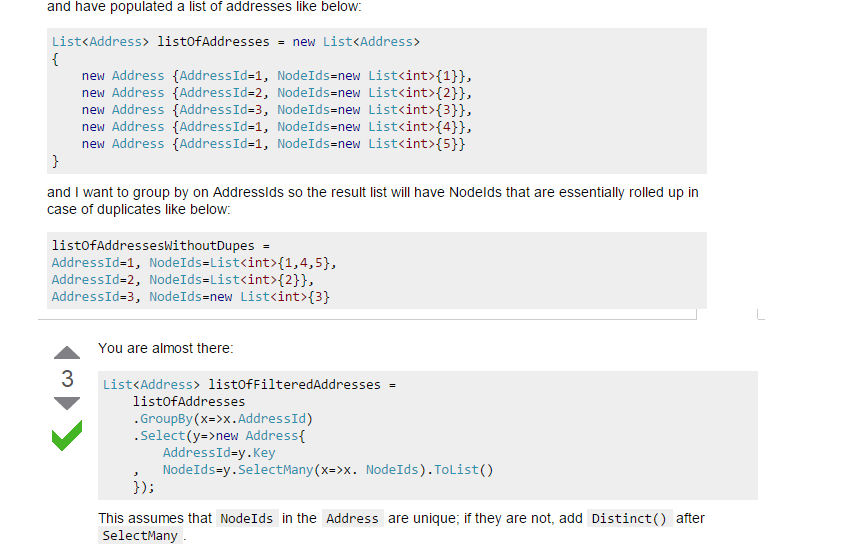 and have populated a list of addresses like below:
List<Address> listOfAddresses = new List<Address>
{
    new Address {AddressId=1, NodeIds=new List<int>{1}},
    new Address {AddressId=2, NodeIds=new List<int>{2}},
    new Address {AddressId=3, NodeIds=new List<int>{3}},
    new Address {AddressId=1, NodeIds=new List<int>{4}},
    new Address {AddressId=1, NodeIds=new List<int>{5}}
}
and I want to group by on AddressIds so the result list will have NodeIds that are essentially rolled up in
case of duplicates like below:
listOfAddressesWithoutDupes =
AddressId=1, NodeIds=List<int>{1,4,5},
AddressId=2, NodeIds=List<int>{2}},
AddressId=3, NodeIds=new List<int>{3}
3
You are almost there:
List<Address> listOfFilteredAddresses =
    listOfAddresses
    .GroupBy(x=>x.AddressId)
    .Select(y=>new Address{
        AddressId=y.Key
    ,   NodeIds=y.SelectMany(x=>x. NodeIds).ToList()
    });
This assumes that NodeIds in the Address are unique; if they are not, add Distinct() after
SelectMany .